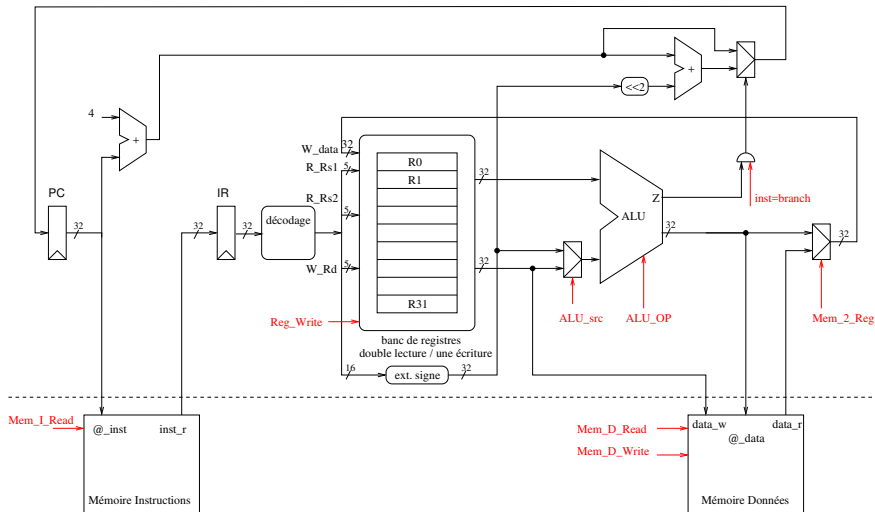 <<2
+
4
+
W_data
32
R_Rs1
5
R_Rs2
5
W_Rd
5
R0
R1
R31
PC
32
32
IR
32
décodage
32
32
Z
ALU
32
inst=branch
32
Reg_Write
ALU_src
ALU_OP
Mem_2_Reg
banc de registres
double lecture / une écriture
16
ext. signe
32
Mem_I_Read
@_inst
inst_r
Mémoire Instructions
Mem_D_Read
Mem_D_Write
data_w
data_r
@_data
Mémoire Données